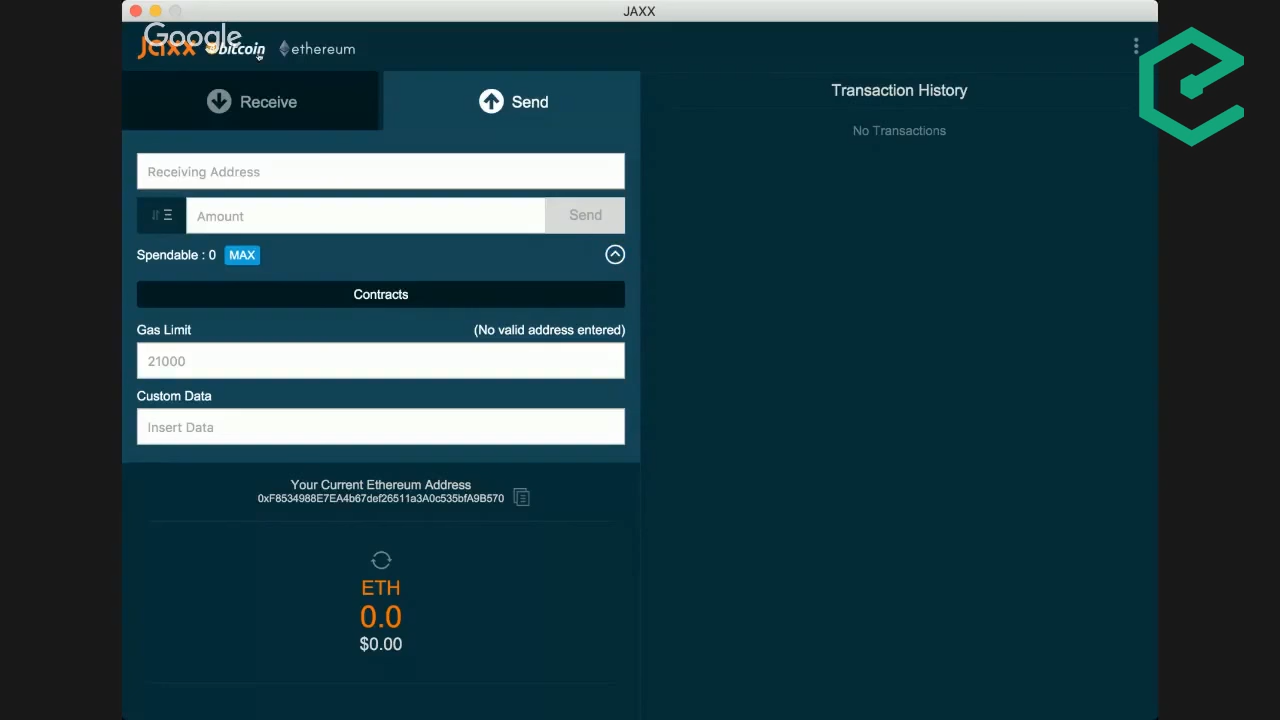 JAXX
Google
Jaxx bitcoin ethereum
Receive
Send
Transaction History
No Transactions
Receiving Address
Amount
Send
Spendable : 0 MAX
Contracts
Gas Limit (No valid address entered)
21000
Custom Data
Insert Data
Your Current Ethereum Address
0xF8534988E7EA4b67def26511a3A0c535bfA9B570
ETH
0.0
$0.00